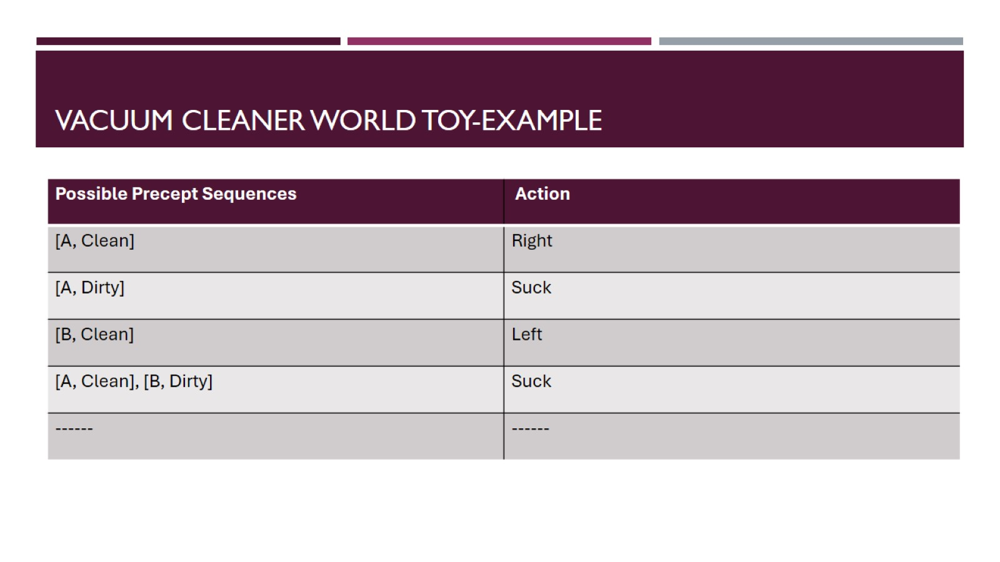 VACUUM CLEANER WORLD TOY-EXAMPLE
Possible Precept Sequences Action
[A, Clean] Right
[A, Dirty] Suck
[B, Clean] Left
[A, Clean], [B, Dirty] Suck
------ ------